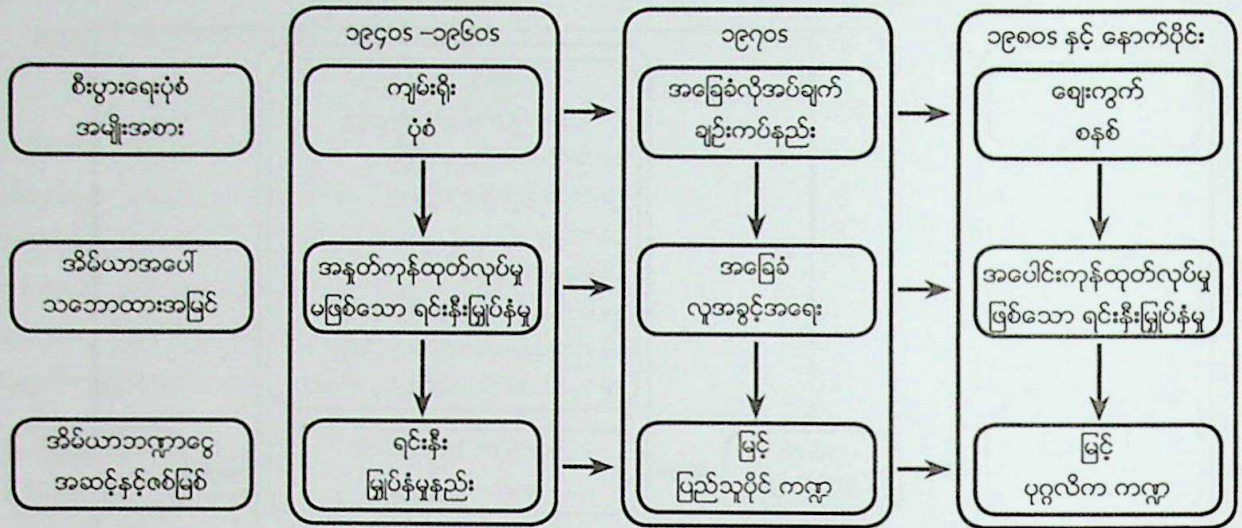 ၁၉၄၀s –၁၉၆၀s
၁၉၇၀s
၁၉၈၀s နှင့် နောက်ပိုင်း
စီးပွားရေးပုံစံ
အမျိုးအစား
ကျမ်းရိုး
ပုံစံ
အခြေခံလိုအပ်ချက်
ချဉ်းကပ်နည်း
ဈေးကွက်
စနစ်
အိမ်ယာအပေါ်
သဘောထားအမြင်
အနှုတ်ကုန်ထုတ်လုပ်မှု
မဖြစ်သော ရင်းနှီးမြှုပ်နှံမှု
အခြေခံ
လူအခွင့်အရေး
အပေါင်းကုန်ထုတ်လုပ်မှု
ဖြစ်သော ရင်းနှီးမြှုပ်နှံမှု
အိမ်ယာဘဏ္ဍာငွေ
အဆင့်နှင့်ဇစ်မြစ်
ရင်းနှီး
မြှုပ်နှံမှုနည်း
မြင့်
ပြည်သူပိုင် ကဏ္ဍ
မြင့်
ပုဂ္ဂလိက ကဏ္ဍ